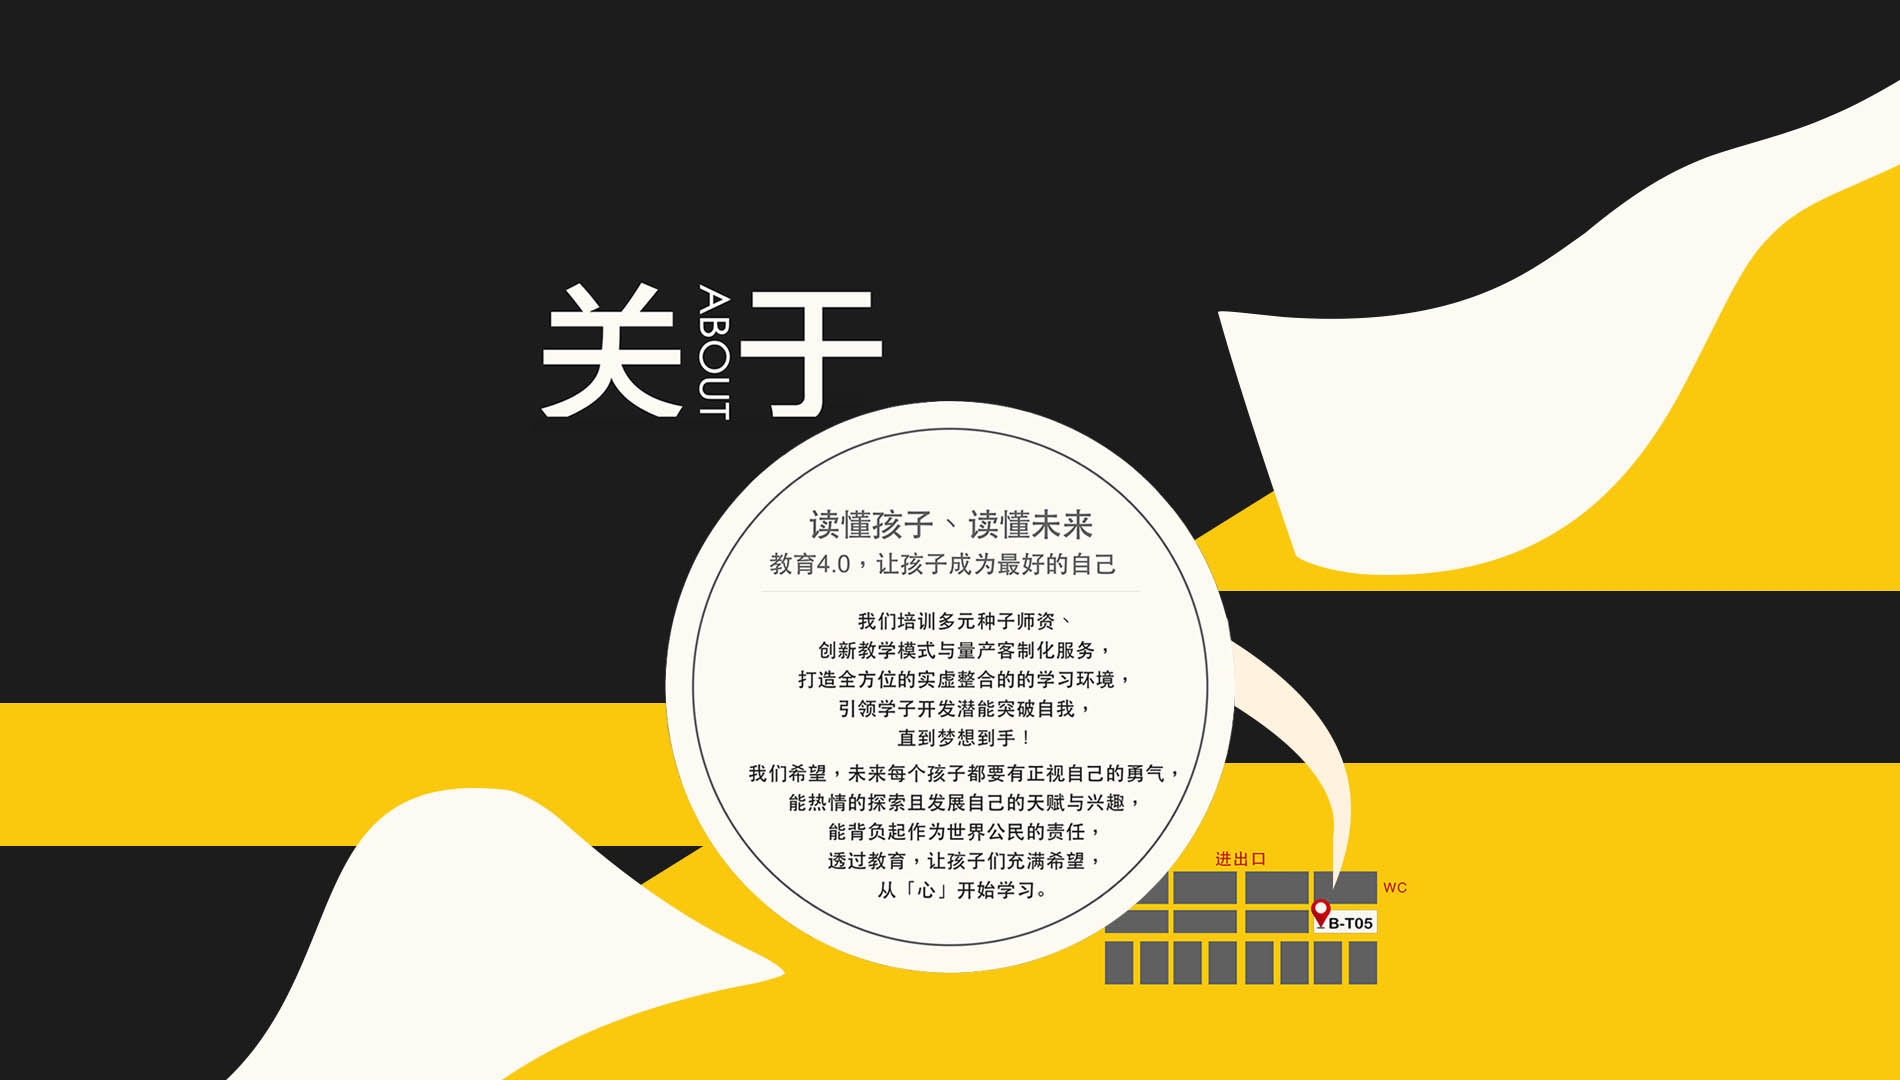 关于
ABOUT
读懂孩子、读懂未来
教育4.0，让孩子成为最好的自己
我们培训多元种子师资、
创新教学模式与量产客制化服务，
打造全方位的实虚整合的的学习环境，
引领学子开发潜能突破自我，
直到梦想到手！
我们希望，未来每个孩子都要有正视自己的勇气，
能热情的探索且发展自己的天赋与兴趣，
能背负起作为世界公民的责任，
透过教育，让孩子们充满希望，
从「心」开始学习。
进出口
WC
B-T05